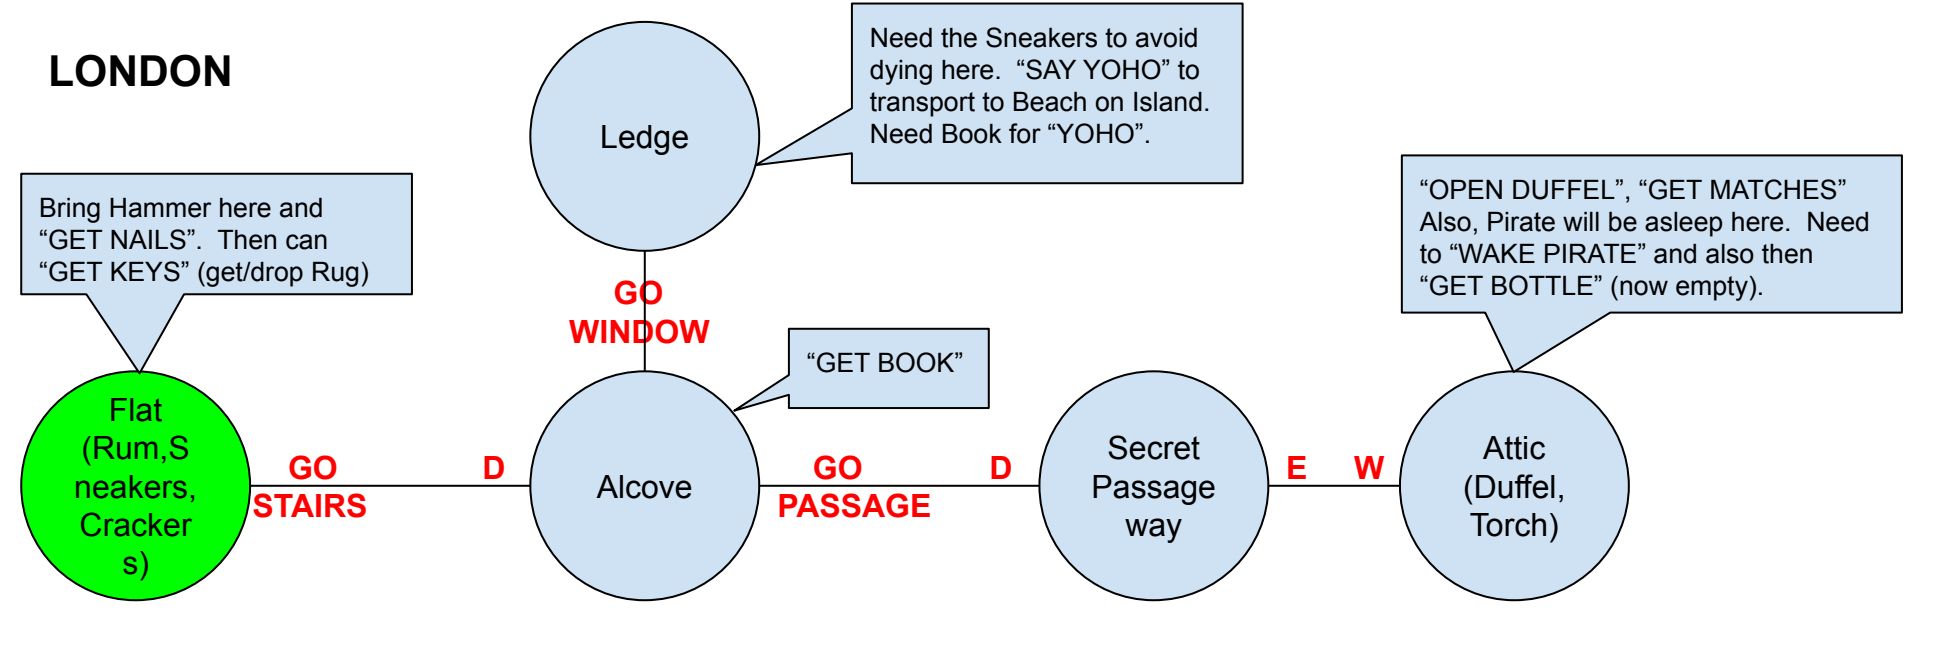 LONDON
Ledge
Need the Sneakers to avoid
dying here.  “SAY YOHO” to
transport to Beach on Island.
Need Book for “YOHO”.
Bring Hammer here and
“GET NAILS”.  Then can
“GET KEYS” (get/drop Rug)
“OPEN DUFFEL”, “GET MATCHES”
Also, Pirate will be asleep here.  Need
to “WAKE PIRATE” and also then
“GET BOTTLE” (now empty).
GO
WINDOW
“GET BOOK”
Flat
(Rum,S
neakers,
Cracker
s)
GO
STAIRS
D
Alcove
GO
PASSAGE
D
Secret
Passage
way
E
W
Attic
(Duffel,
Torch)